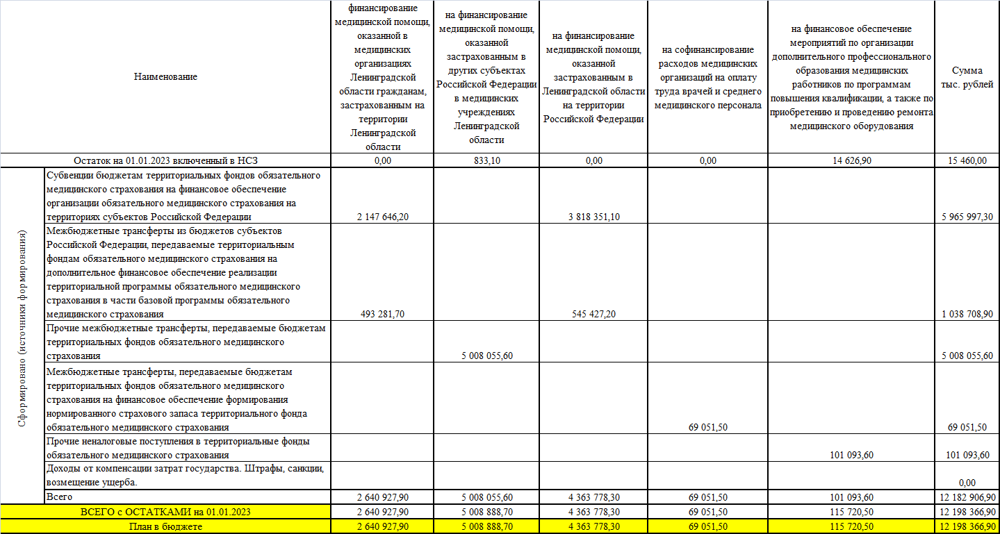 Наименование
финансирование
медицинской помощи,
оказанной в
медицинских
организациях
Ленинградской
области гражданам,
застрахованным на
территории
Ленинградской
области
на финансирование
медицинской помощи,
оказанной
застрахованным в
других субъектах
Российской Федерации
в медицинских
учреждениях
Ленинградской
области
на финансирование
медицинской помощи,
оказанной
застрахованным в
Ленинградской области
на территории
Российской Федерации
на софинансирование
расходов медицинских
организаций на оплату
труда врачей и среднего
медицинского персонала
на финансовое обеспечение
мероприятий по организации
дополнительного профессионального
образования медицинских
работников по программам
повышения квалификации, а также по
приобретению и проведению ремонта
медицинского оборудования
Сумма
тыс. рублей
Остаток на 01.01.2023 включенный в НСЗ 0,00 833,10 0,00 0,00 14 626,90 15 460,00
Сформировано (источники формирования)
Субвенции бюджетам территориальных фондов обязательного
медицинского страхования на финансовое обеспечение
организации обязательного медицинского страхования на
территориях субъектов Российской Федерации 2 147 646,20 3 818 351,10 5 965 997,30
Межбюджетные трансферты из бюджетов субъектов
Российской Федерации, передаваемые территориальным
фондам обязательного медицинского страхования на
дополнительное финансовое обеспечение реализации
территориальной программы обязательного медицинского
страхования в части базовой программы обязательного
медицинского страхования 493 281,70 545 427,20 1 038 708,90
Прочие межбюджетные трансферты, передаваемые бюджетам
территориальных фондов обязательного медицинского
страхования 5 008 055,60 5 008 055,60
Межбюджетные трансферты, передаваемые бюджетам
территориальных фондов обязательного медицинского
страхования на финансовое обеспечение формирования
нормированного страхового запаса территориального фонда
обязательного медицинского страхования 69 051,50 69 051,50
Прочие неналоговые поступления в территориальные фонды
обязательного медицинского страхования 101 093,60 101 093,60
Доходы от компенсации затрат государства. Штрафы, санкции,
возмещение ущерба. 0,00
Всего 2 640 927,90 5 008 055,60 4 363 778,30 69 051,50 101 093,60 12 182 906,90
ВСЕГО с ОСТАТКАМИ на 01.01.2023 2 640 927,90 5 008 888,70 4 363 778,30 69 051,50 115 720,50 12 198 366,90
План в бюджете 2 640 927,90 5 008 888,70 4 363 778,30 69 051,50 115 720,50 12 198 366,90